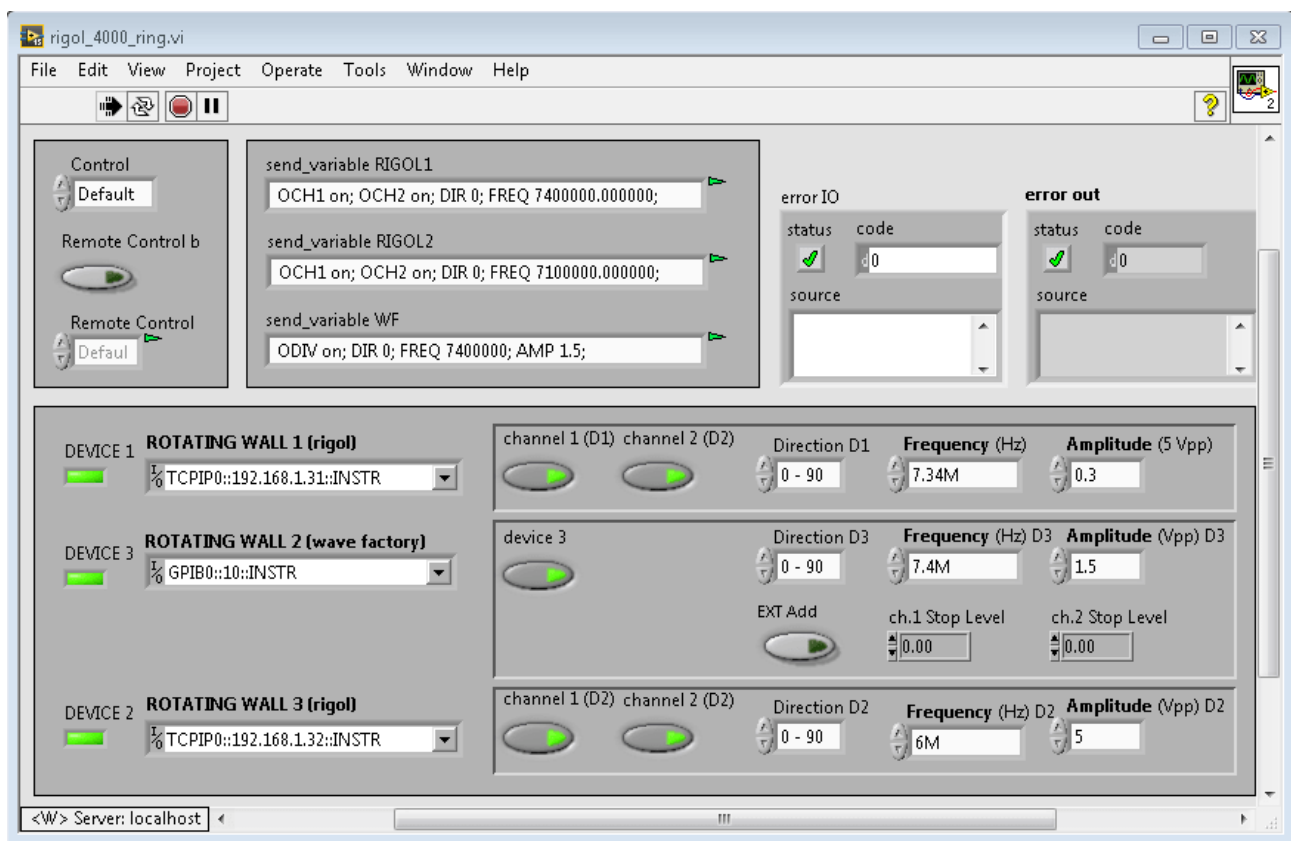 rigol_4000_ring.vi
File Edit View Project Operate Tools Window Help
2
Control
Default
Remote Control b
Remote Control
Defaul
send_variable RIGOL1
OCH1 on; OCH2 on; DIR 0; FREQ 7400000.000000;
send_variable RIGOL2
OCH1 on; OCH2 on; DIR 0; FREQ 7100000.000000;
send_variable WF
ODIV on; DIR 0; FREQ 7400000; AMP 1.5;
error IO
status code
d0
source
error out
status code
d0
source
DEVICE 1
ROTATING WALL 1 (rigol)
TCPIP0::192.168.1.31::INSTR
channel 1 (D1) channel 2 (D2)
Direction D1
0 - 90
Frequency (Hz)
7.34M
Amplitude (5 Vpp)
0.3
DEVICE 3
ROTATING WALL 2 (wave factory)
GPIB0::10::INSTR
device 3
Direction D3
0 - 90
Frequency (Hz) D3
7.4M
Amplitude (Vpp) D3
1.5
EXT Add
ch.1 Stop Level
0.00
ch.2 Stop Level
0.00
DEVICE 2
ROTATING WALL 3 (rigol)
TCPIP0::192.168.1.32::INSTR
channel 1 (D2) channel 2 (D2)
Direction D2
0 - 90
Frequency (Hz) D2
6M
Amplitude (Vpp) D2
5
<W> Server: localhost